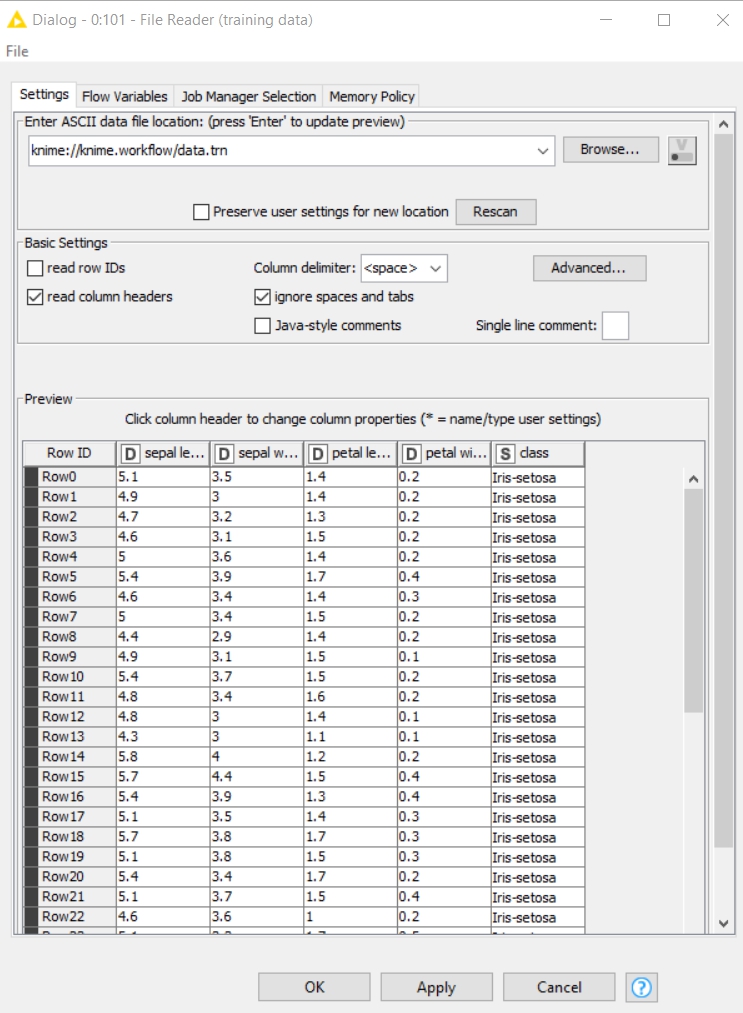 Dialog - 0:101 - File Reader (training data)
File
Settings Flow Variables Job Manager Selection Memory Policy
Enter ASCII data file location: (press 'Enter' to update preview)
knime://knime.workflow/data.trn Browse... V
Preserve user settings for new location Rescan
Basic Settings
read row IDs Column delimiter: <space> Advanced...
read column headers ignore spaces and tabs
Java-style comments Single line comment:
Preview
Click column header to change column properties (* = name/type user settings)
Row ID D sepal le... D sepal w... D petal le... D petal wi... S class
Row0 5.1 3.5 1.4 0.2 Iris-setosa
Row1 4.9 3 1.4 0.2 Iris-setosa
Row2 4.7 3.2 1.3 0.2 Iris-setosa
Row3 4.6 3.1 1.5 0.2 Iris-setosa
Row4 5 3.6 1.4 0.2 Iris-setosa
Row5 5.4 3.9 1.7 0.4 Iris-setosa
Row6 4.6 3.4 1.4 0.3 Iris-setosa
Row7 5 3.4 1.5 0.2 Iris-setosa
Row8 4.4 2.9 1.4 0.2 Iris-setosa
Row9 4.9 3.1 1.5 0.1 Iris-setosa
Row10 5.4 3.7 1.5 0.2 Iris-setosa
Row11 4.8 3.4 1.6 0.2 Iris-setosa
Row12 4.8 3 1.4 0.1 Iris-setosa
Row13 4.3 3 1.1 0.1 Iris-setosa
Row14 5.8 4 1.2 0.2 Iris-setosa
Row15 5.7 4.4 1.5 0.4 Iris-setosa
Row16 5.4 3.9 1.3 0.4 Iris-setosa
Row17 5.1 3.5 1.4 0.3 Iris-setosa
Row18 5.7 3.8 1.7 0.3 Iris-setosa
Row19 5.1 3.8 1.5 0.3 Iris-setosa
Row20 5.4 3.4 1.7 0.2 Iris-setosa
Row21 5.1 3.7 1.5 0.4 Iris-setosa
Row22 4.6 3.6 1 0.2 Iris-setosa
OK Apply Cancel ?